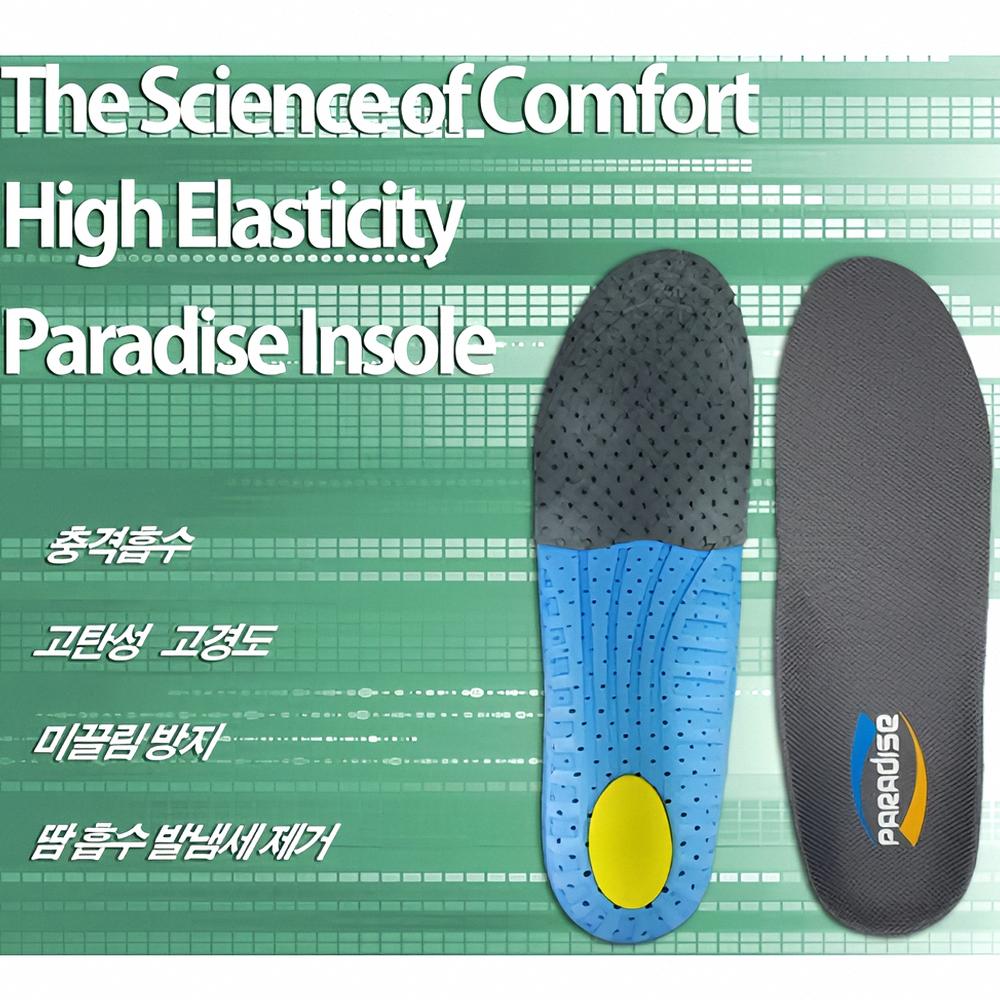 The Science of Comfort
High Elasticity
Paradise Insole
충격흡수
고탄성 고경도
미끌림 방지
땀 흡수 발냄세 제거
PARADISE